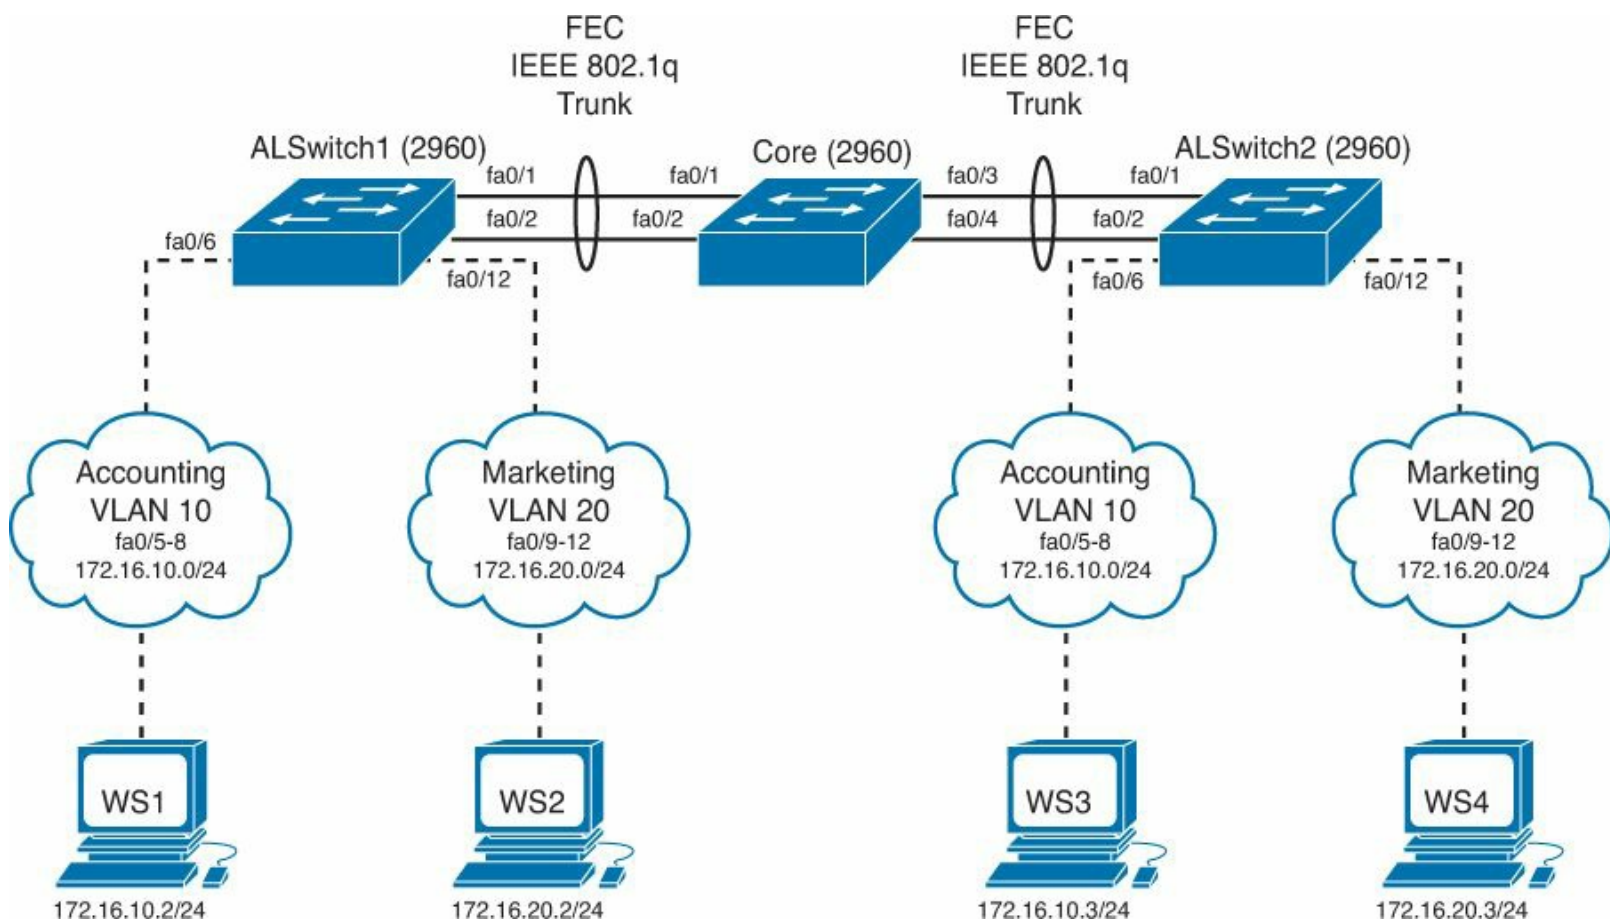 FEC
IEEE 802.1q
Trunk
FEC
IEEE 802.1q
Trunk
ALSwitch1 (2960)
Core (2960)
ALSwitch2 (2960)
fa0/1
fa0/1
fa0/3
fa0/1
fa0/2
fa0/2
fa0/4
fa0/2
fa0/6
fa0/12
fa0/6
fa0/12
Accounting
VLAN 10
fa0/5-8
172.16.10.0/24
Marketing
VLAN 20
fa0/9-12
172.16.20.0/24
Accounting
VLAN 10
fa0/5-8
172.16.10.0/24
Marketing
VLAN 20
fa0/9-12
172.16.20.0/24
WS1
WS2
WS3
WS4
172.16.10.2/24
172.16.20.2/24
172.16.10.3/24
172.16.20.3/24